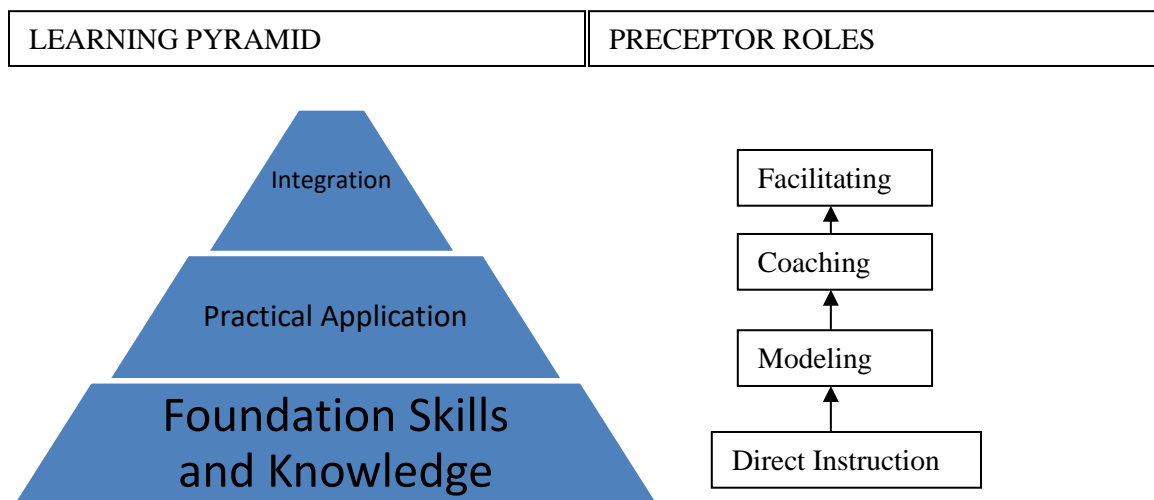 LEARNING PYRAMID
PRECEPTOR ROLES
Integration
Practical Application
Foundation Skills
and Knowledge
Facilitating
Coaching
Modeling
Direct Instruction